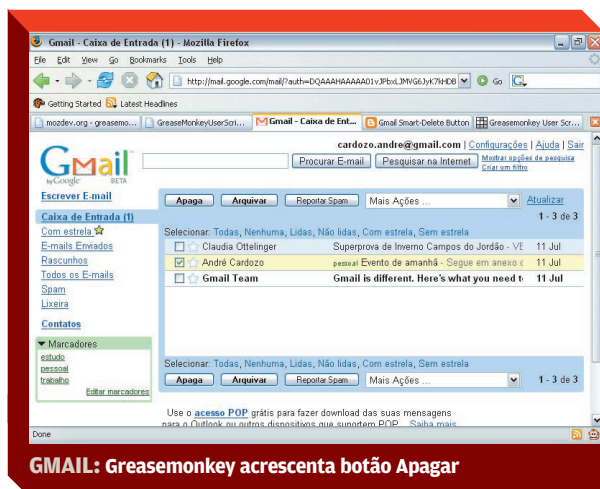 Gmail - Caixa de Entrada (1) - Mozilla Firefox
File Edit View Go Bookmarks Tools Help
http://mail.google.com/mail/?auth=DQAAAHAAAAA01vJPbxLJMVG6JyK7kHDB Go
Getting Started Latest Headlines
mozdev.org - greasemo... GreaseMonkeyUserScri... Gmail - Caixa de Ent... Gmail Smart-Delete Button Greasemonkey User Scr...
cardozo.andre@gmail.com | Configurações | Ajuda | Sair
GMail by Google BETA
Procurar E-mail Pesquisar na Internet Mostrar opções de pesquisa
Criar um filtro
Escrever E-mail
Caixa de Entrada (1)
Com estrela
E-mails Enviados
Rascunhos
Todos os E-mails
Spam
Lixeira
Contatos
Marcadores
estudo
pessoal
trabalho
Editar marcadores
Apaga Arquivar Reportar Spam Mais Ações ... Atualizar
1 - 3 de 3
Selecionar: Todas, Nenhuma, Lidas, Não lidas, Com estrela, Sem estrela
Claudia Ottelinger Superprova de Inverno Campos do Jordão - VE 11 Jul
André Cardozo pessoal Evento de amanhã - Segue em anexo c 11 Jul
Gmail Team Gmail is different. Here's what you need t 11 Jul
Selecionar: Todas, Nenhuma, Lidas, Não lidas, Com estrela, Sem estrela
Apaga Arquivar Reportar Spam Mais Ações ... 1 - 3 de 3
Use o acesso POP grátis para fazer download das suas mensagens
para o Outlook ou outros dispositivos que suportem POP. Saiba mais
Done
GMAIL: Greasemonkey acrescenta botão Apagar